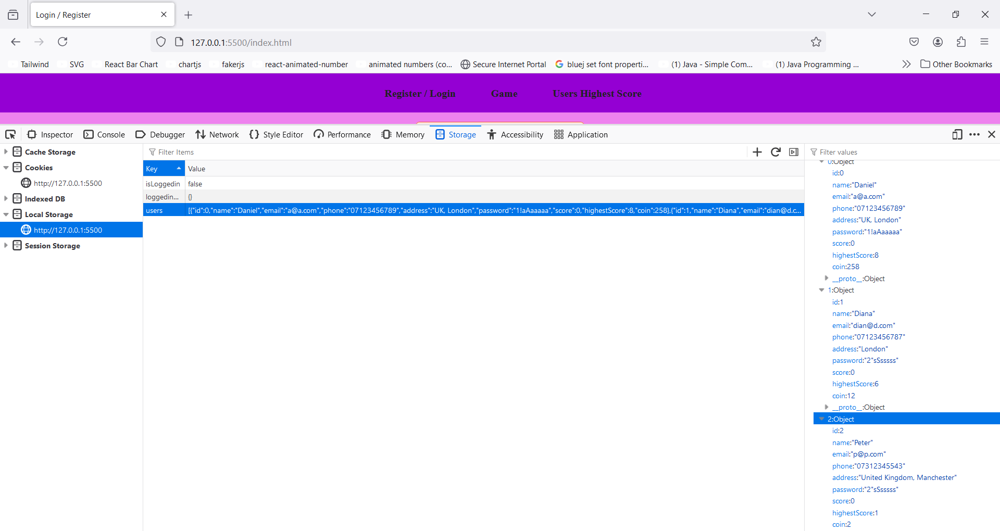 Login / Register
127.0.0.1:5500/index.html
Tailwind SVG React Bar Chart chartjs fakerjs react-animated-number animated numbers (co... Secure Internet Portal bluej set font properti... (1) Java - Simple Com... (1) Java Programming ... Other Bookmarks
Register / Login Game Users Highest Score
Inspector Console Debugger Network Style Editor Performance Memory Storage Accessibility Application
Cache Storage
Cookies
http://127.0.0.1:5500
Indexed DB
Local Storage
http://127.0.0.1:5500
Session Storage
Filter Items
Key Value
isLoggedin false
loggedin... {}
users [{"id":0,"name":"Daniel","email":"a@a.com","phone":"07123456789","address":"UK, London","password":"1!aAaaaaa","score":0,"highestScore":8,"coin":258},{"id":1,"name":"Diana","email":"dian@d.c...
Filter values
0:Object
id:0
name:"Daniel"
email:"a@a.com"
phone:"07123456789"
address:"UK, London"
password:"1!aAaaaaa"
score:0
highestScore:8
coin:258
__proto__:Object
1:Object
id:1
name:"Diana"
email:"dian@d.com"
phone:"07123456787"
address:"London"
password:"2"sSsssss"
score:0
highestScore:6
coin:12
__proto__:Object
2:Object
id:2
name:"Peter"
email:"p@p.com"
phone:"07312345543"
address:"United Kingdom, Manchester"
password:"2"sSsssss"
score:0
highestScore:1
coin:2